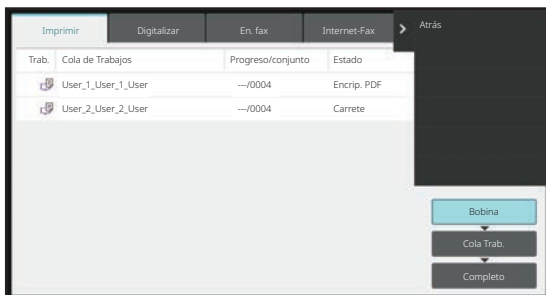 Imprimir Digitalizar En. fax Internet-Fax Atrás
Trab. Cola de Trabajos Progreso/conjunto Estado
User_1_User_1_User ---/0004 Encrip. PDF
User_2_User_2_User ---/0004 Carrete
Bobina
Cola Trab.
Completo